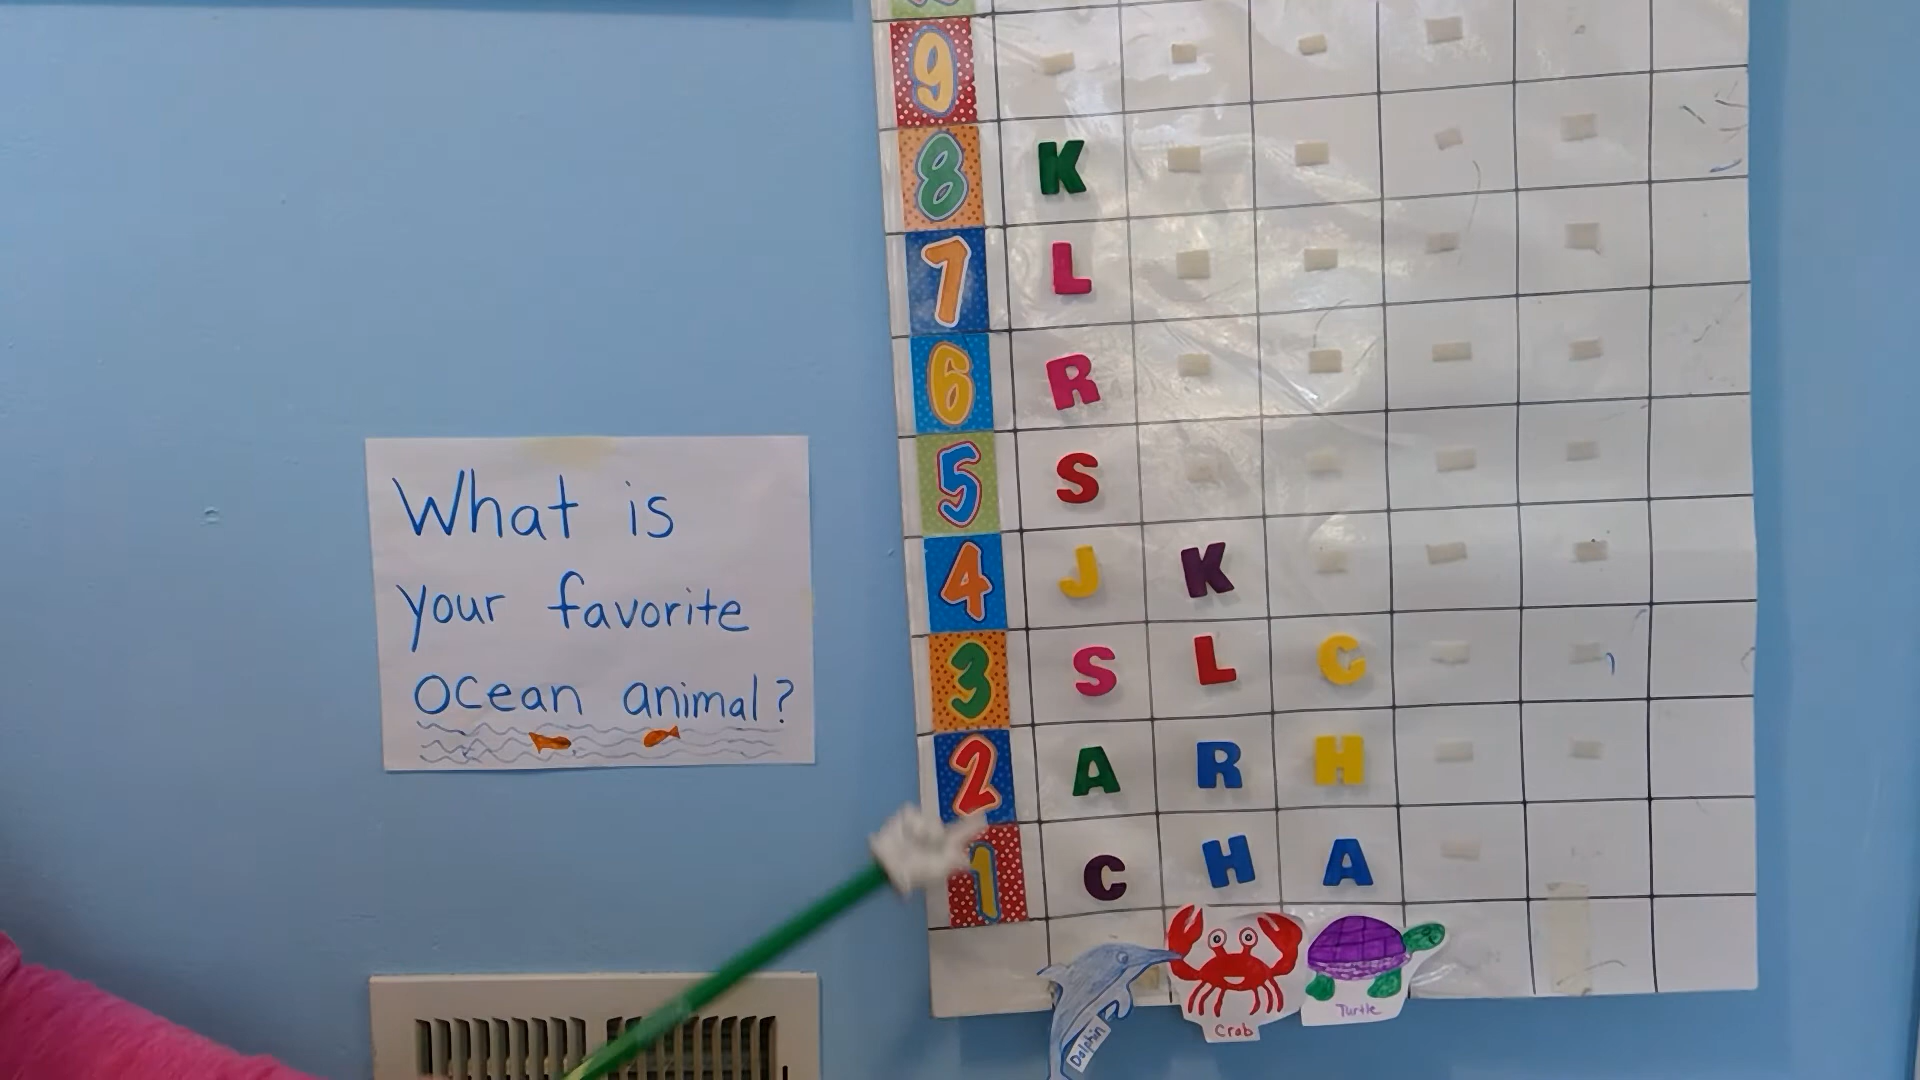 What is
your favorite
ocean animal?
9
8 K
7 L
6 R
5 S
4 J K
3 S L C
2 A R H
1 C H A
Dolphin
Crab
Turtle